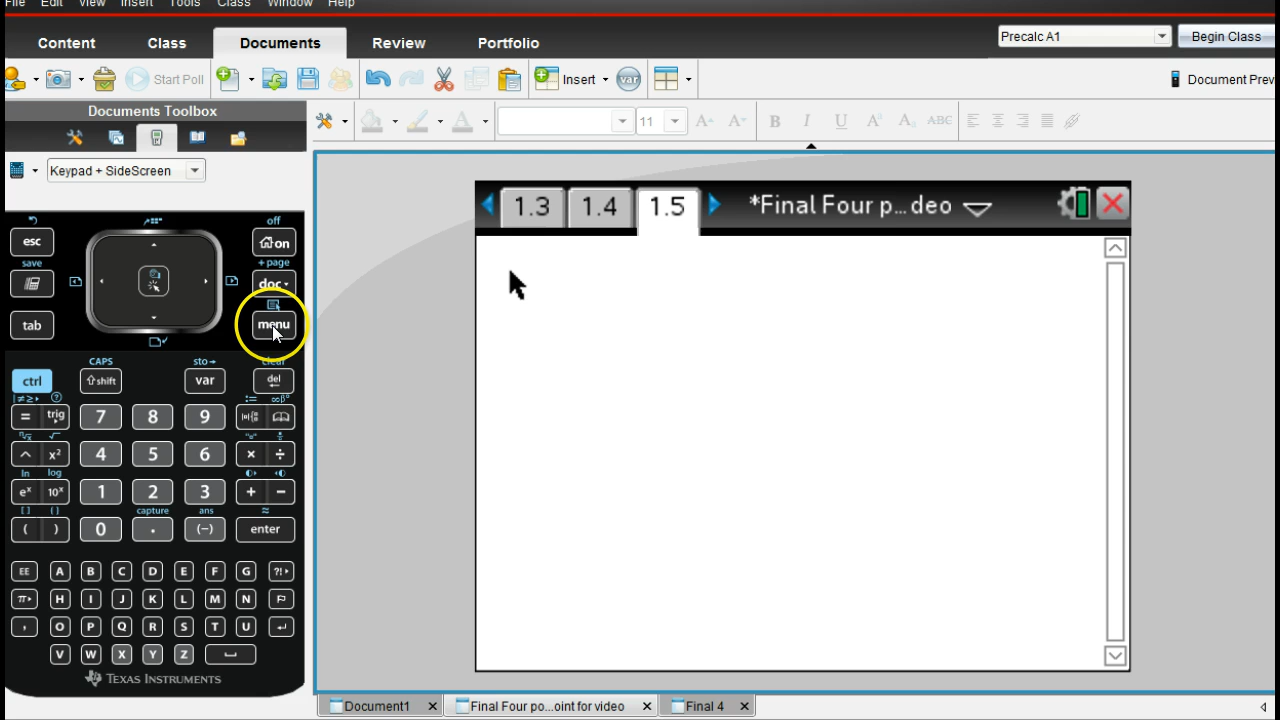 File Edit View Insert Tools Class Window Help
Content Class Documents Review Portfolio Precalc A1 Begin Class
Start Poll Insert var Document Prev
Documents Toolbox
11 B I U A A ABC
Keypad + SideScreen
1.3 1.4 1.5 *Final Four p...deo
off
esc on
save + page
doc
tab menu
CAPS sto→ clear
ctrl shift var del
= trig 7 8 9
^ x² 4 5 6 × ÷
ln log
eˣ 10ˣ 1 2 3 + −
[ ] { } capture ans ≈
( ) 0 . (−) enter
EE A B C D E F G ?!
π H I J K L M N
, O P Q R S T U
V W X Y Z
TEXAS INSTRUMENTS
Document1 Final Four po...oint for video Final 4